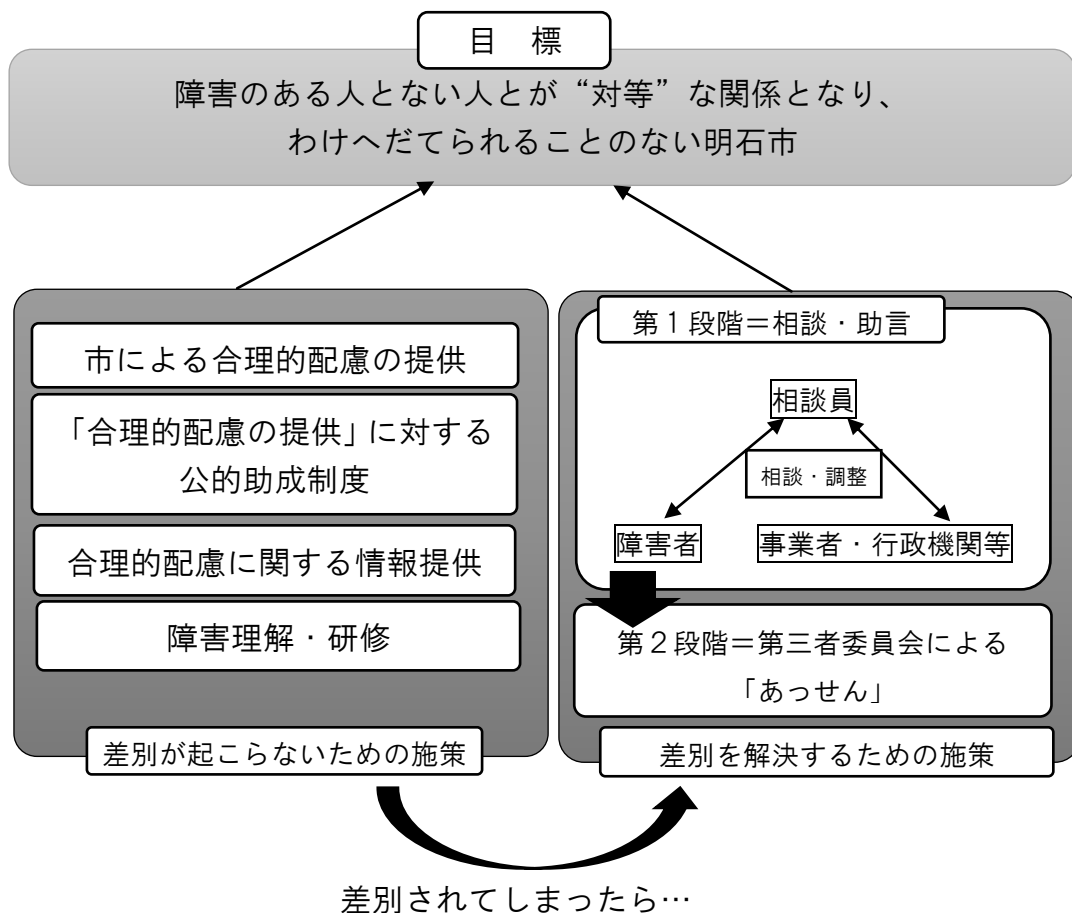 目　標
障害のある人とない人とが“対等”な関係となり、
わけへだてられることのない明石市
市による合理的配慮の提供
「合理的配慮の提供」に対する
公的助成制度
合理的配慮に関する情報提供
障害理解・研修
差別が起こらないための施策
第１段階＝相談・助言
相談員
相談・調整
障害者
事業者・行政機関等
第２段階＝第三者委員会による
「あっせん」
差別を解決するための施策
差別されてしまったら…